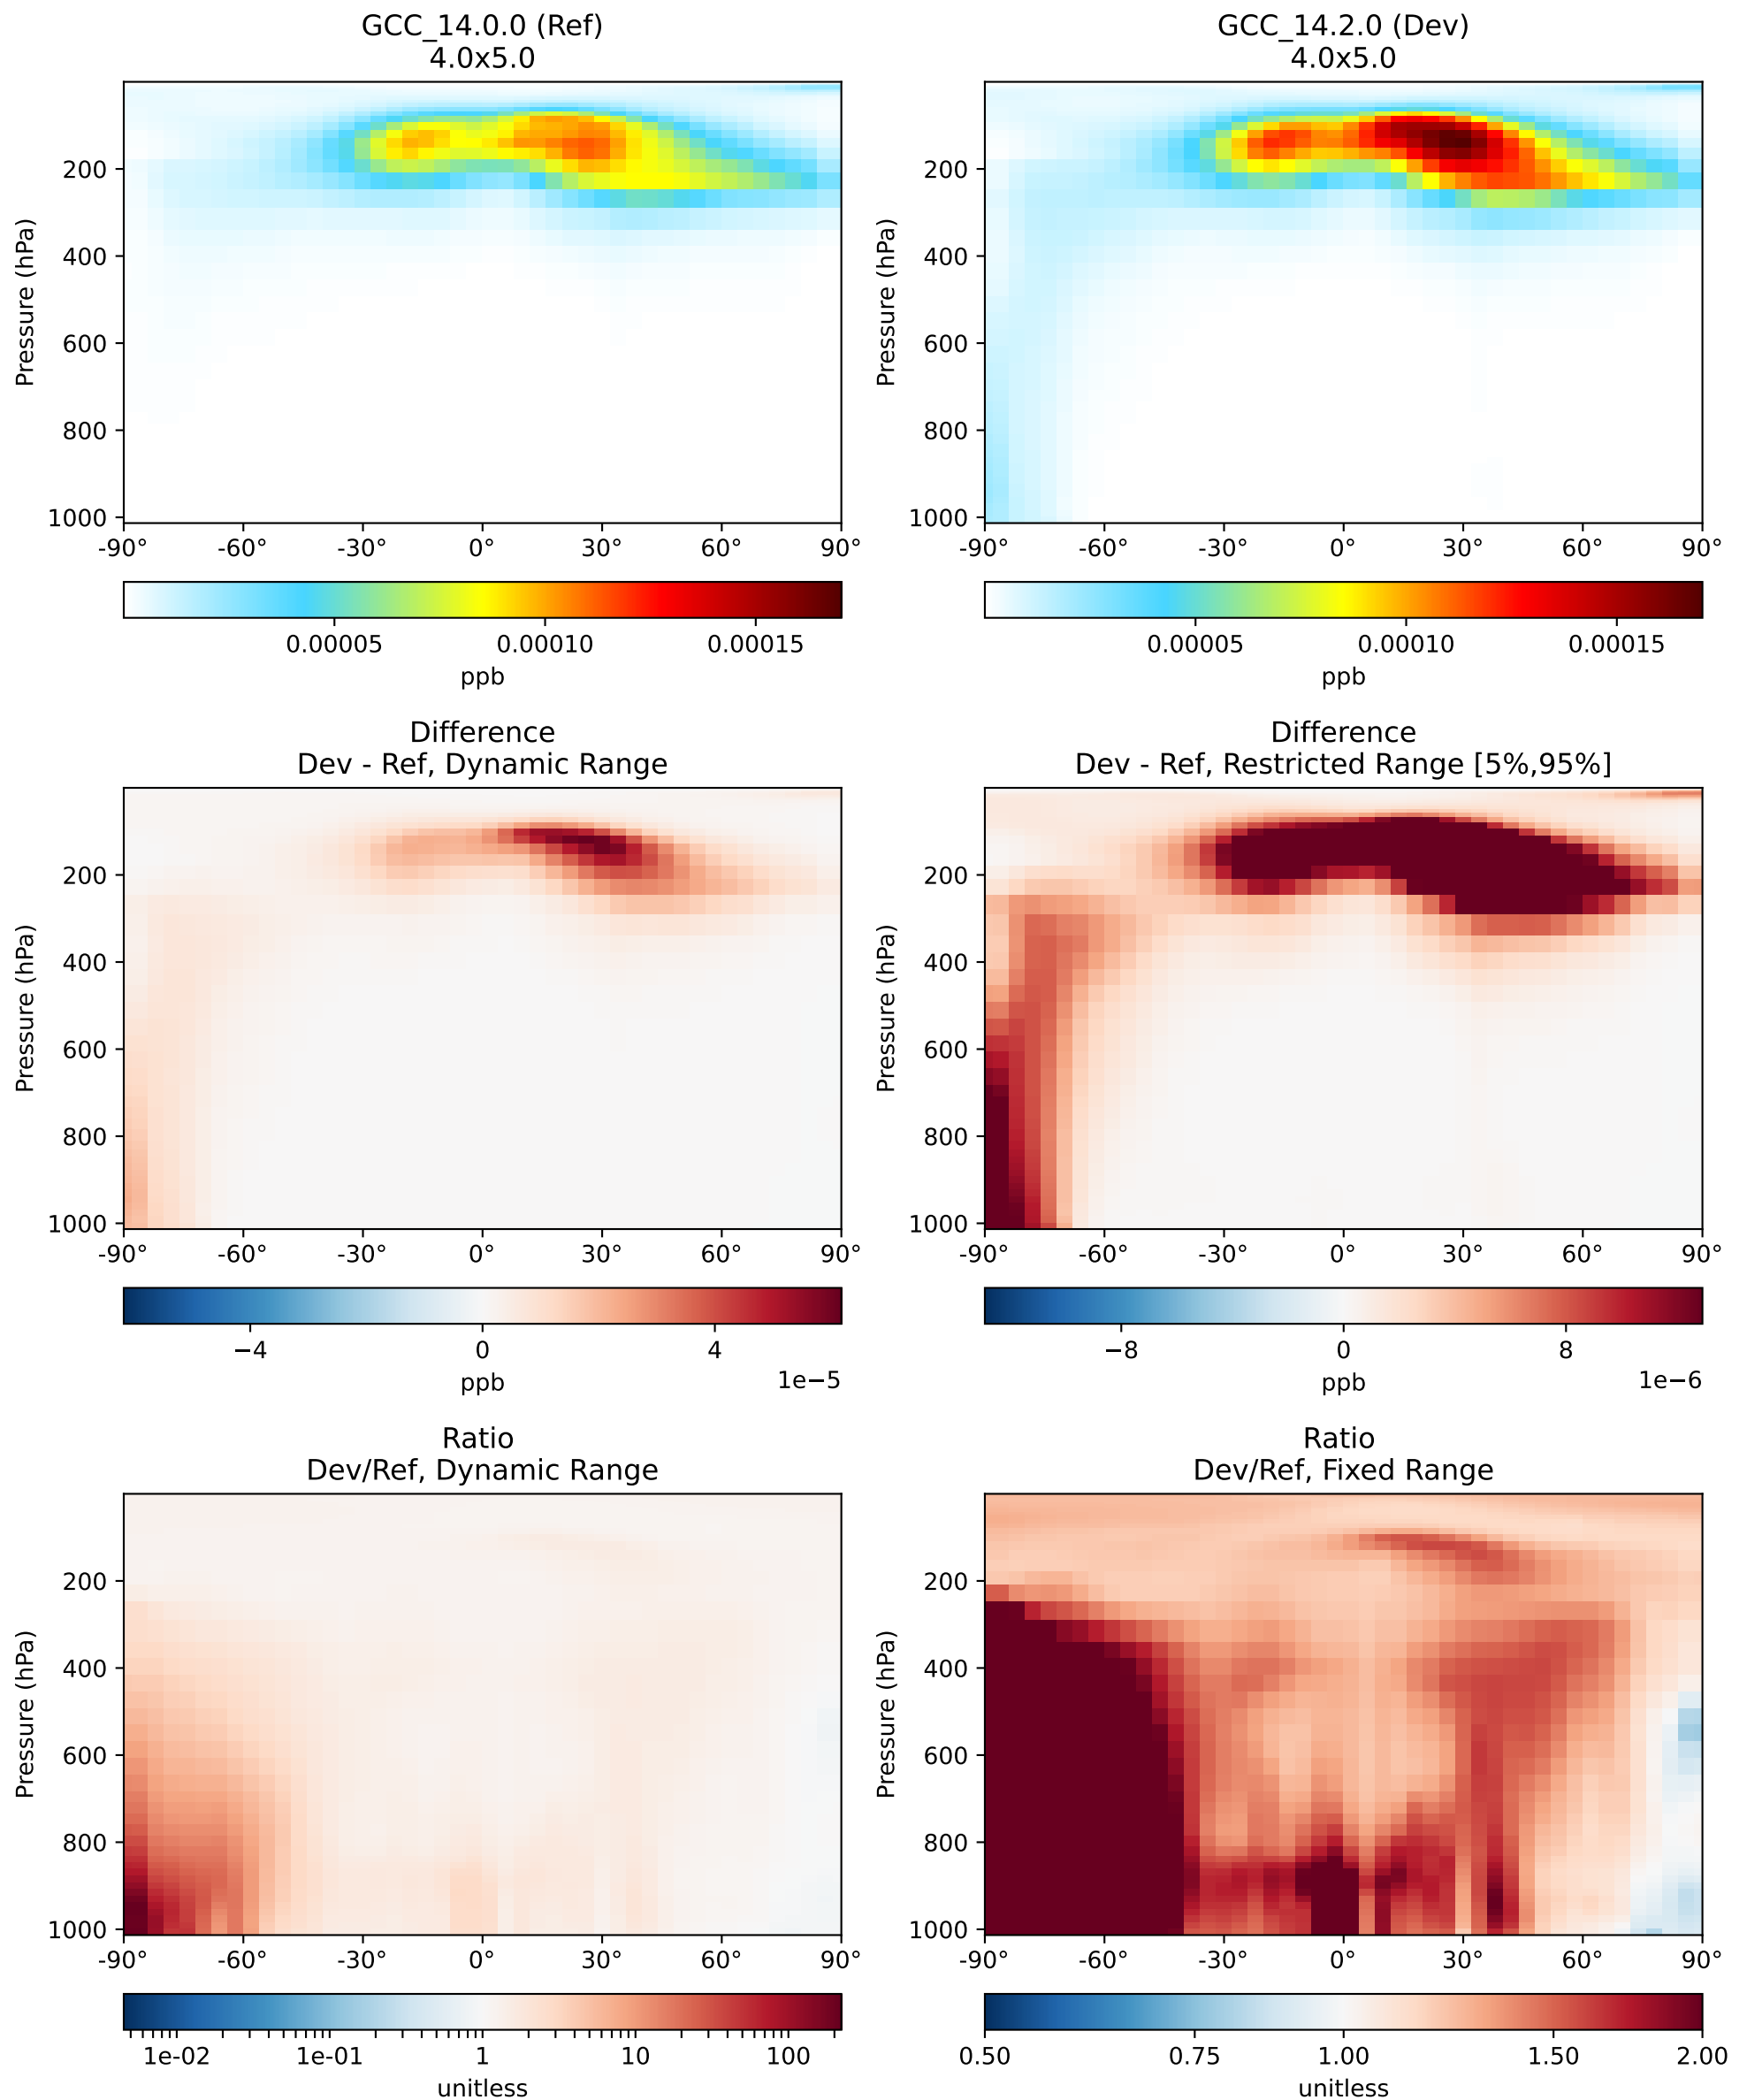 GCC_14.0.0 (Ref)
4.0x5.0
GCC_14.2.0 (Dev)
4.0x5.0
Pressure (hPa)
200
400
600
800
1000
-90° -60° -30° 0° 30° 60° 90°
Pressure (hPa)
200
400
600
800
1000
-90° -60° -30° 0° 30° 60° 90°
0.00005 0.00010 0.00015
ppb
0.00005 0.00010 0.00015
ppb
Difference
Dev - Ref, Dynamic Range
Difference
Dev - Ref, Restricted Range [5%,95%]
Pressure (hPa)
200
400
600
800
1000
-90° -60° -30° 0° 30° 60° 90°
Pressure (hPa)
200
400
600
800
1000
-90° -60° -30° 0° 30° 60° 90°
−4 0 4
1e−5
ppb
−8 0 8
1e−6
ppb
Ratio
Dev/Ref, Dynamic Range
Ratio
Dev/Ref, Fixed Range
Pressure (hPa)
200
400
600
800
1000
-90° -60° -30° 0° 30° 60° 90°
Pressure (hPa)
200
400
600
800
1000
-90° -60° -30° 0° 30° 60° 90°
1e-02 1e-01 1 10 100
unitless
0.50 0.75 1.00 1.50 2.00
unitless